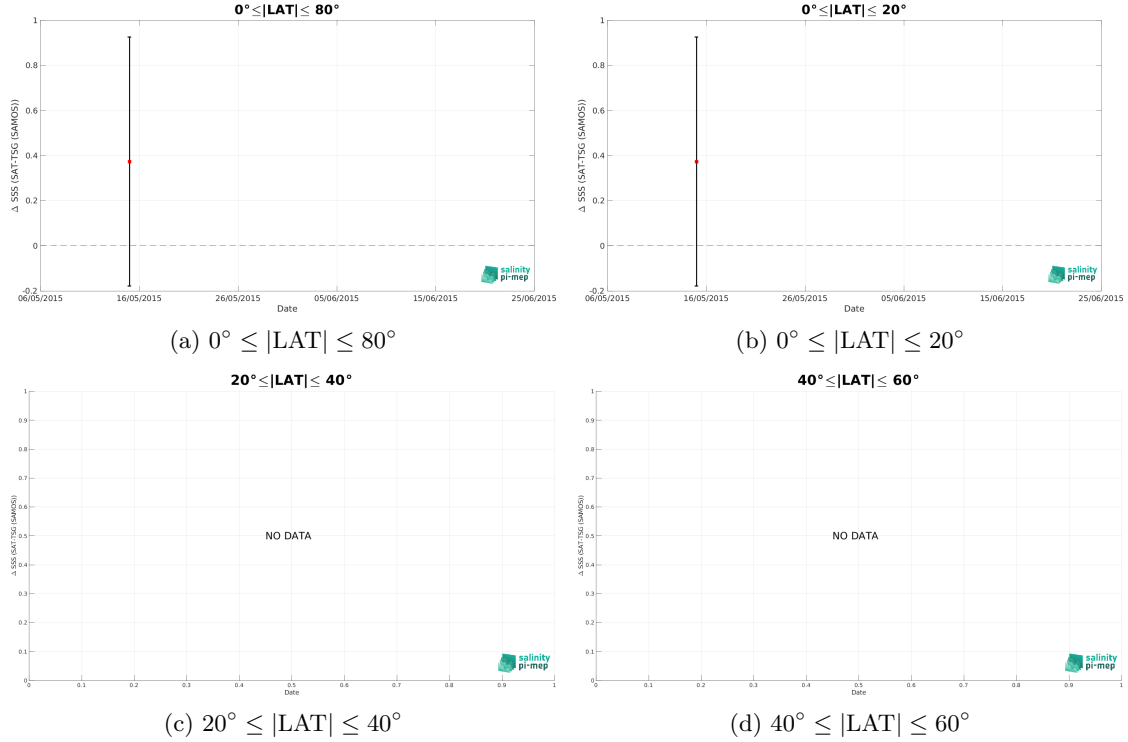 0°≤|LAT|≤ 80°
1
0.8
0.6
0.4
0.2
0
-0.2
Δ SSS (SAT-TSG (SAMOS))
06/05/2015 16/05/2015 26/05/2015 05/06/2015 15/06/2015 25/06/2015
Date
salinity
pi-mep
(a) 0° ≤ |LAT| ≤ 80°
0°≤|LAT|≤ 20°
1
0.8
0.6
0.4
0.2
0
-0.2
Δ SSS (SAT-TSG (SAMOS))
06/05/2015 16/05/2015 26/05/2015 05/06/2015 15/06/2015 25/06/2015
Date
salinity
pi-mep
(b) 0° ≤ |LAT| ≤ 20°
20°≤|LAT|≤ 40°
1
0.9
0.8
0.7
0.6
0.5
0.4
0.3
0.2
0.1
0
Δ SSS (SAT-TSG (SAMOS))
NO DATA
0 0.1 0.2 0.3 0.4 0.5 0.6 0.7 0.8 0.9 1
Date
salinity
pi-mep
(c) 20° ≤ |LAT| ≤ 40°
40°≤|LAT|≤ 60°
1
0.9
0.8
0.7
0.6
0.5
0.4
0.3
0.2
0.1
0
Δ SSS (SAT-TSG (SAMOS))
NO DATA
0 0.1 0.2 0.3 0.4 0.5 0.6 0.7 0.8 0.9 1
Date
salinity
pi-mep
(d) 40° ≤ |LAT| ≤ 60°